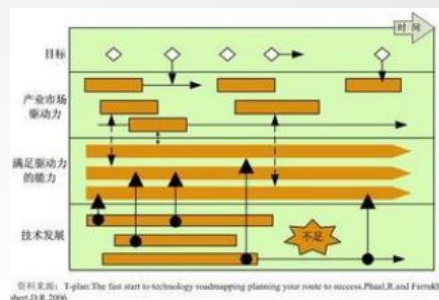 时间
目标
产业市场
驱动力
满足驱动力
的能力
技术发展
不足
资料来源: T-plan:The fast start to technology roadmapping planning your route to success.Phaal,R.and Farrukh
obert,D.R.2006